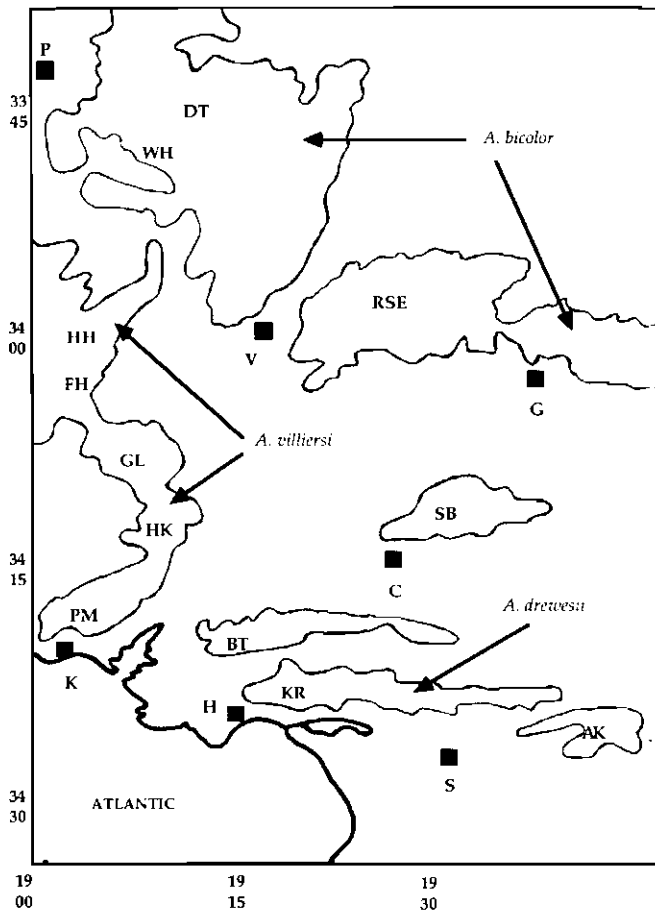 P
33
45
DT
WH
A. bicolor
RSE
34
00
HH
V
FH
G
A. villiersi
GL
HK
SB
34
15
C
PM
A. drewesii
BT
K
KR
H
AK
S
34
30
ATLANTIC
19
00
19
15
19
30